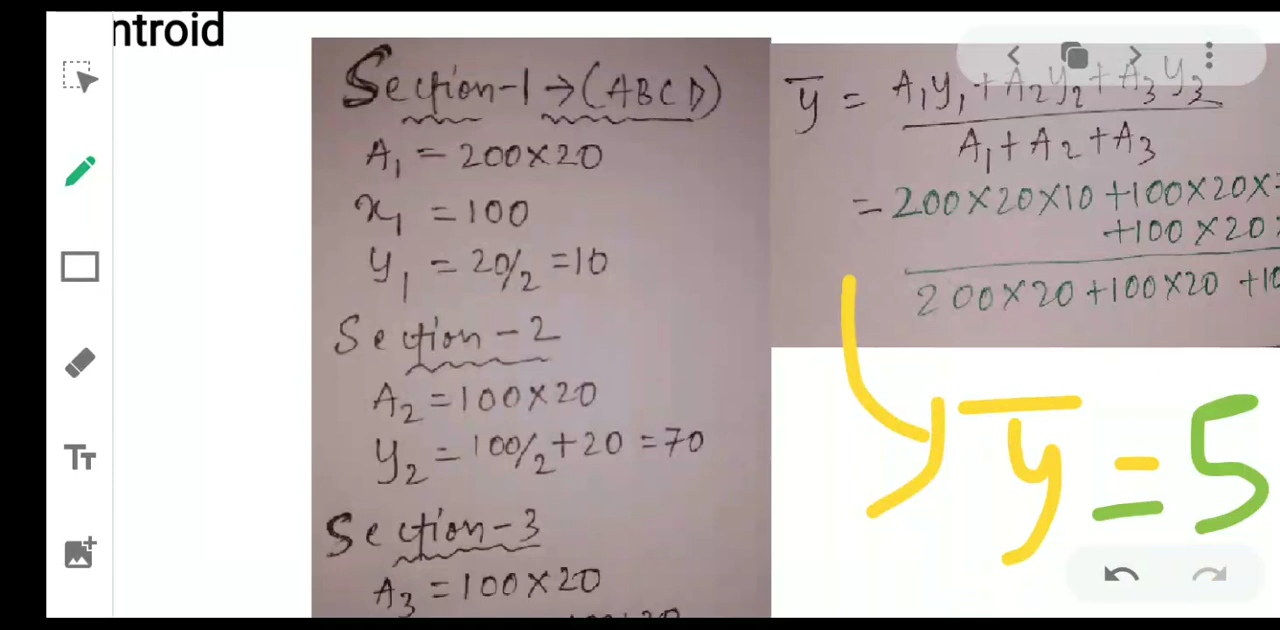 ntroid
Section-1 → (ABCD)
A₁ = 200×20
x₁ = 100
y₁ = 20/2 = 10
Section-2
A₂ = 100×20
y₂ = 100/2 + 20 = 70
Section-3
A₃ = 100×20
y̅ = A₁y₁ + A₂y₂ + A₃y₃
A₁ + A₂ + A₃
= 200×20×10 + 100×20×
+100×20
200×20 + 100×20 + 10
y̅ = 5
TT